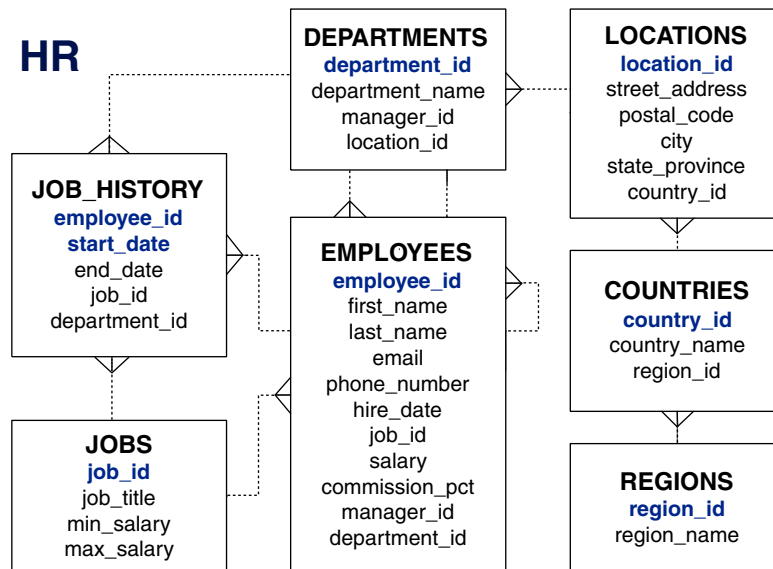 HR
DEPARTMENTS
department_id
department_name
manager_id
location_id
LOCATIONS
location_id
street_address
postal_code
city
state_province
country_id
JOB_HISTORY
employee_id
start_date
end_date
job_id
department_id
EMPLOYEES
employee_id
first_name
last_name
email
phone_number
hire_date
job_id
salary
commission_pct
manager_id
department_id
COUNTRIES
country_id
country_name
region_id
JOBS
job_id
job_title
min_salary
max_salary
REGIONS
region_id
region_name